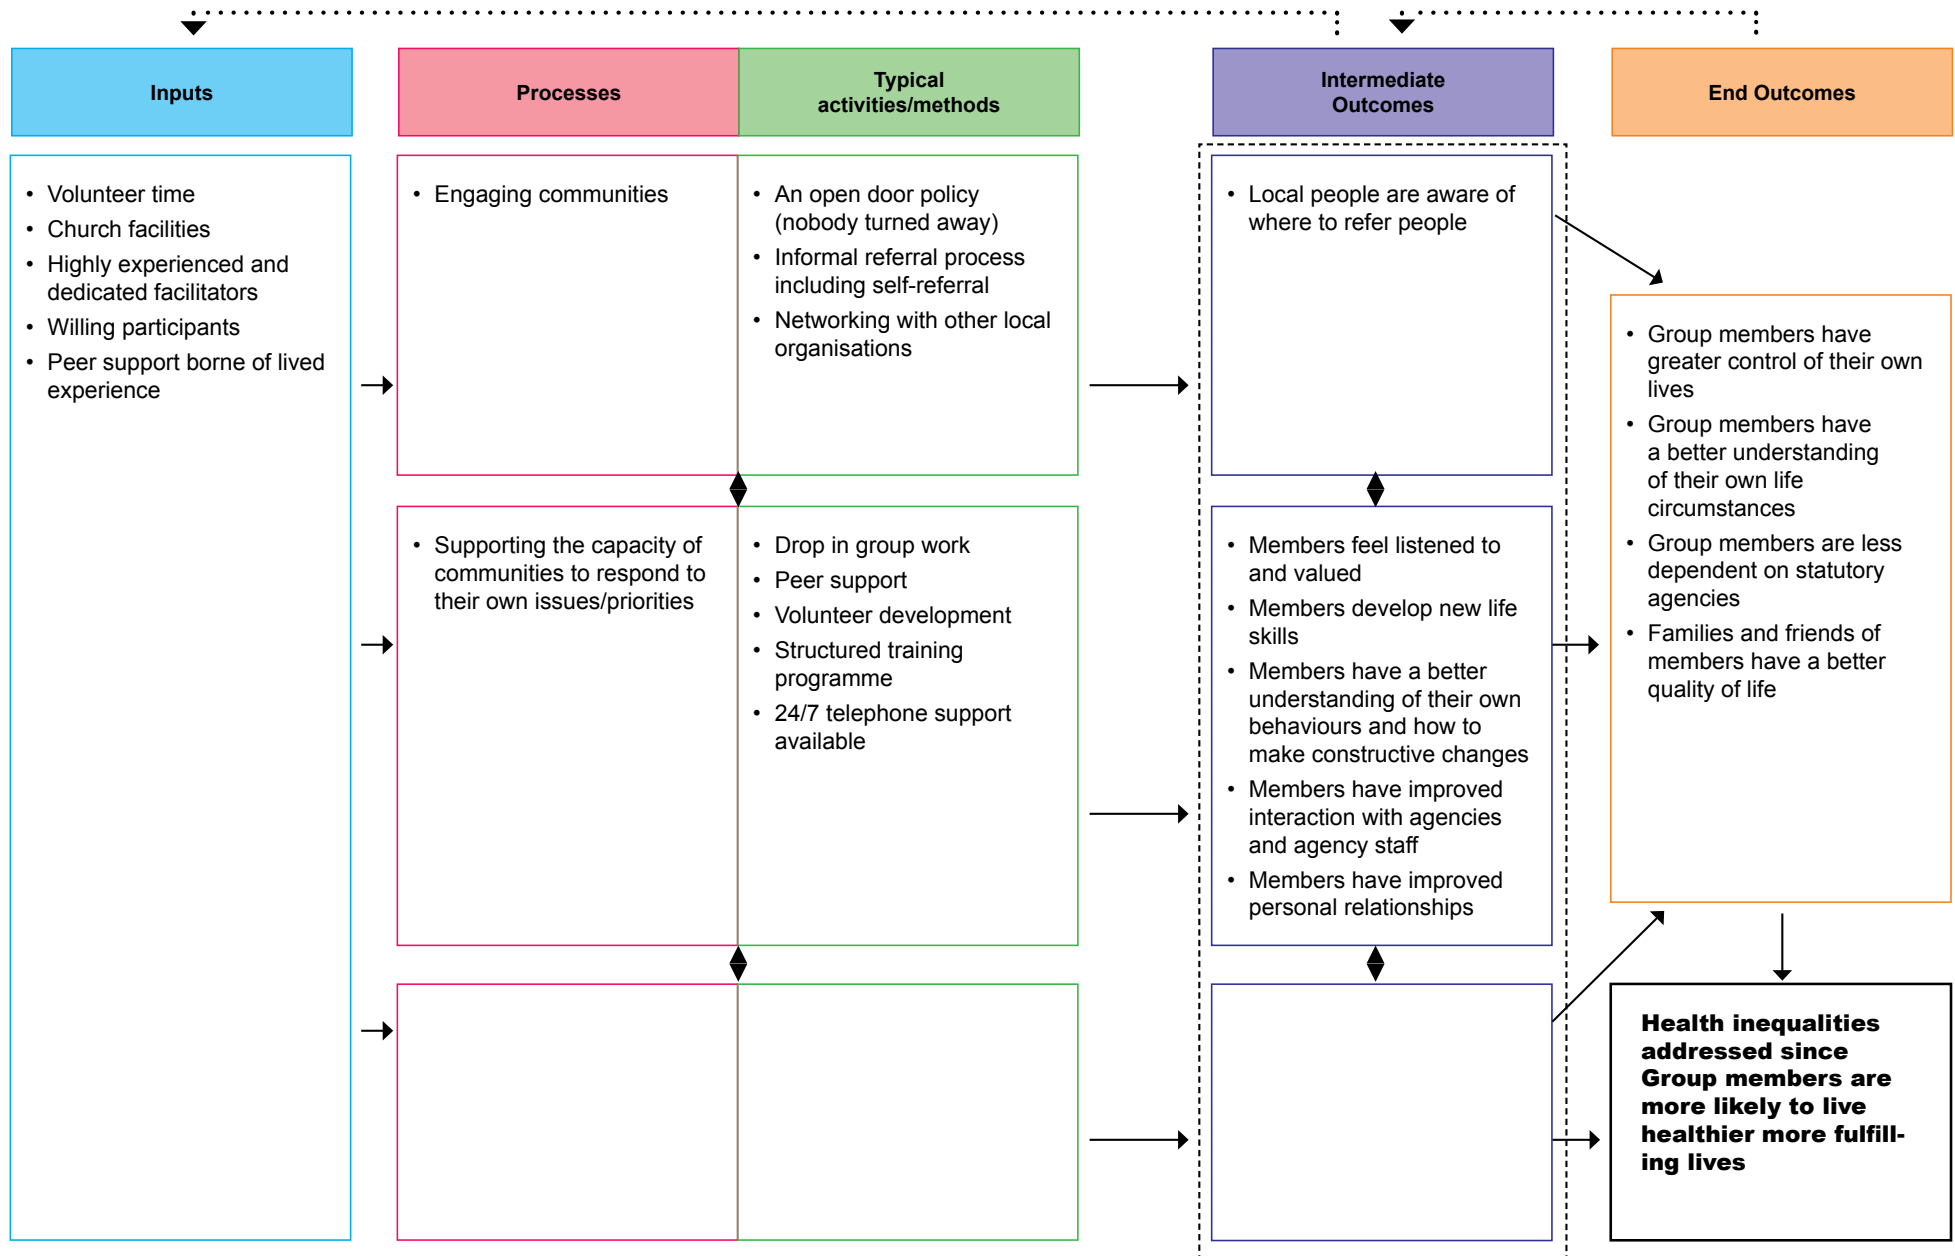 Inputs
Processes
Typical
activities/methods
Intermediate
Outcomes
End Outcomes
• Volunteer time
• Church facilities
• Highly experienced and
dedicated facilitators
• Willing participants
• Peer support borne of lived
experience
• Engaging communities
• An open door policy
(nobody turned away)
• Informal referral process
including self-referral
• Networking with other local
organisations
• Local people are aware of
where to refer people
• Supporting the capacity of
communities to respond to
their own issues/priorities
• Drop in group work
• Peer support
• Volunteer development
• Structured training
programme
• 24/7 telephone support
available
• Members feel listened to
and valued
• Members develop new life
skills
• Members have a better
understanding of their own
behaviours and how to
make constructive changes
• Members have improved
interaction with agencies
and agency staff
• Members have improved
personal relationships
• Group members have
greater control of their own
lives
• Group members have
a better understanding
of their own life
circumstances
• Group members are less
dependent on statutory
agencies
• Families and friends of
members have a better
quality of life
Health inequalities
addressed since
Group members are
more likely to live
healthier more fulfill-
ing lives